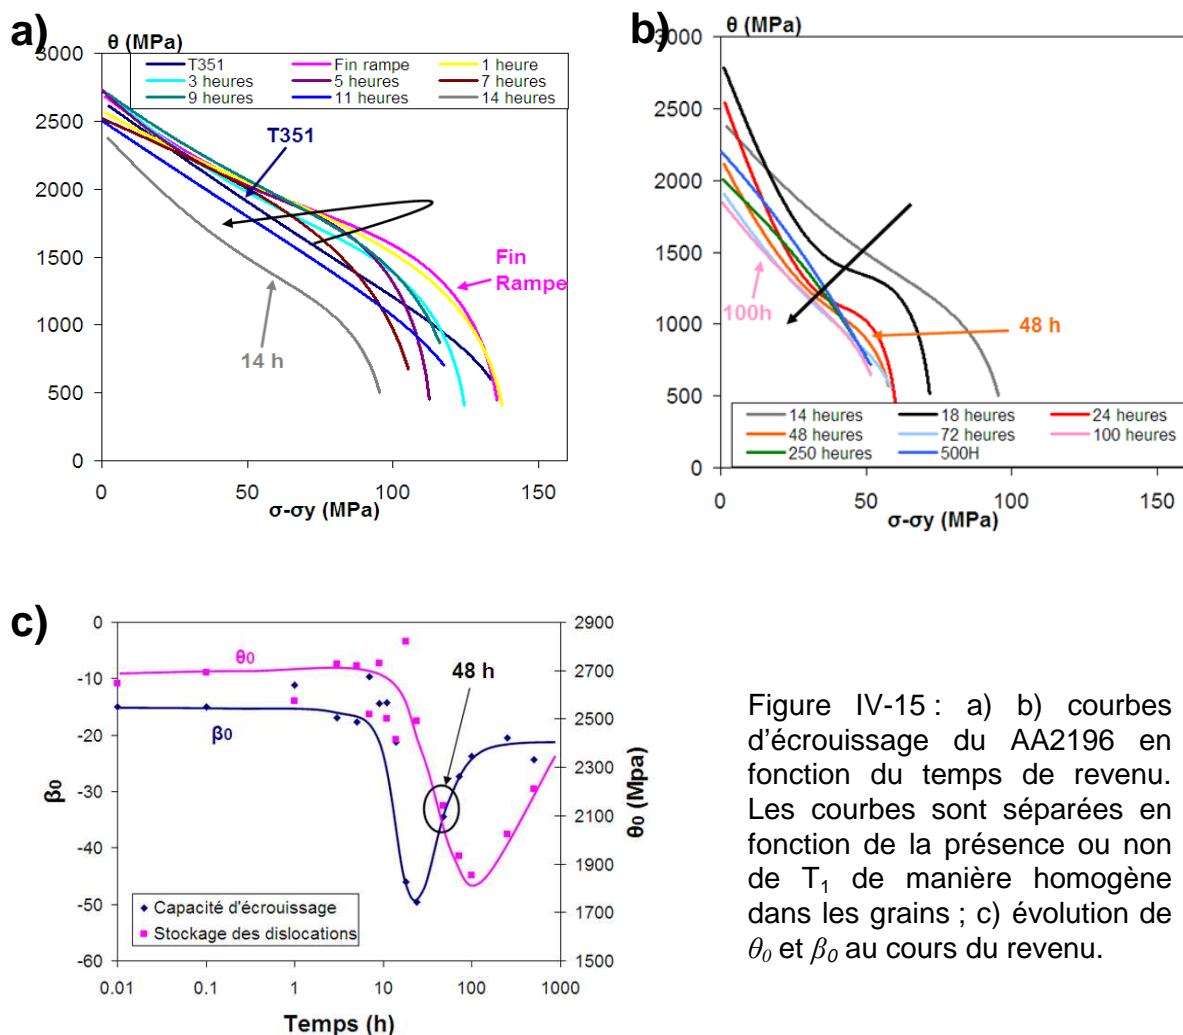 a)
θ (MPa)
3000
2500
2000
1500
1000
500
0
T351
Fin rampe
1 heure
3 heures
5 heures
7 heures
9 heures
11 heures
14 heures
T351
Fin
Rampe
14 h
0
50
100
150
σ-σy (MPa)
b)
θ (MPa)
3000
2500
2000
1500
1000
500
0
100h
48 h
14 heures
18 heures
24 heures
48 heures
72 heures
100 heures
250 heures
500H
0
50
100
150
σ-σy (MPa)
c)
0
-10
-20
-30
-40
-50
-60
β0
θ0
β0
48 h
Capacité d'écrouissage
Stockage des dislocations
2900
2700
2500
2300
2100
1900
1700
1500
θ0 (Mpa)
0.01
0.1
1
10
100
1000
Temps (h)
Figure IV-15 : a) b) courbes
d’écrouissage du AA2196 en
fonction du temps de revenu.
Les courbes sont séparées en
fonction de la présence ou non
de T1 de manière homogène
dans les grains ; c) évolution de
θ0 et β0 au cours du revenu.